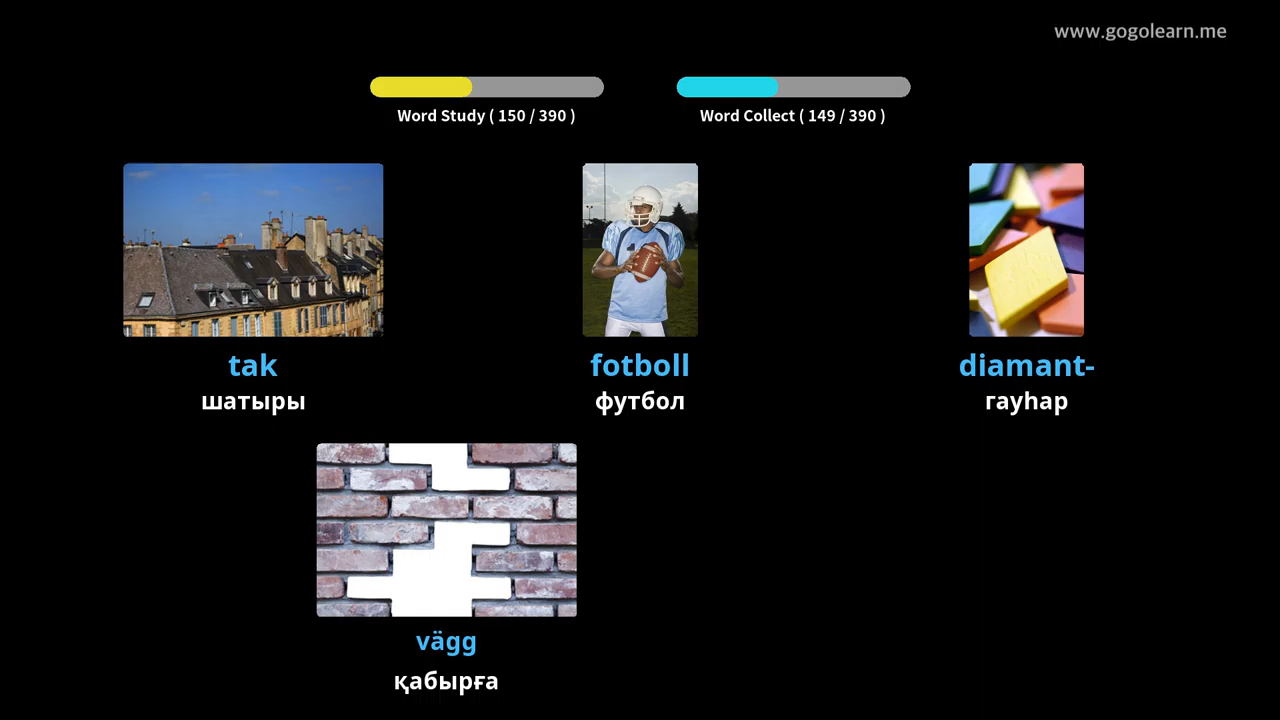 www.gogolearn.me
Word Study ( 150 / 390 )
Word Collect ( 149 / 390 )
tak
шатыры
fotboll
футбол
diamant-
гауһар
vägg
қабырға